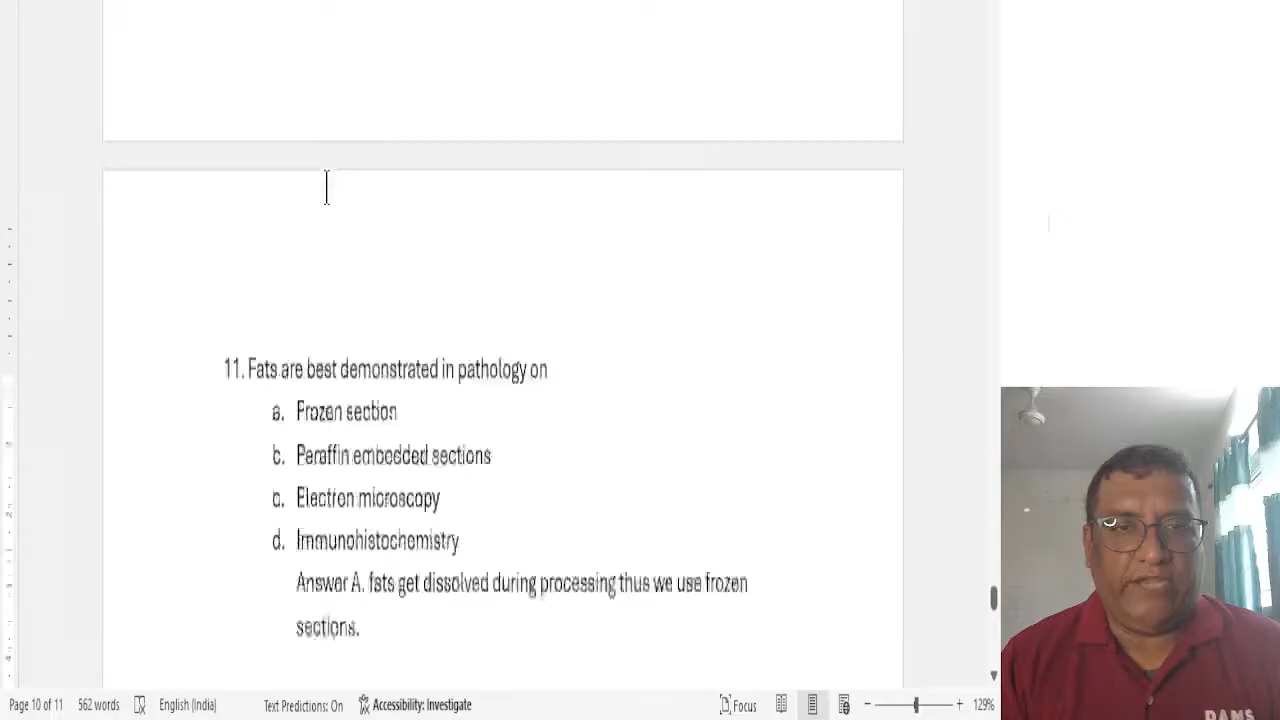 11. Fats are best demonstrated in pathology on
a. Frozen section
b. Paraffin embedded sections
c. Electron microscopy
d. Immunohistochemistry
Answer A. fats get dissolved during processing thus we use frozen
sections.
Page 10 of 11 562 words English (India) Text Predictions: On Accessibility: Investigate Focus 129%
DAMS